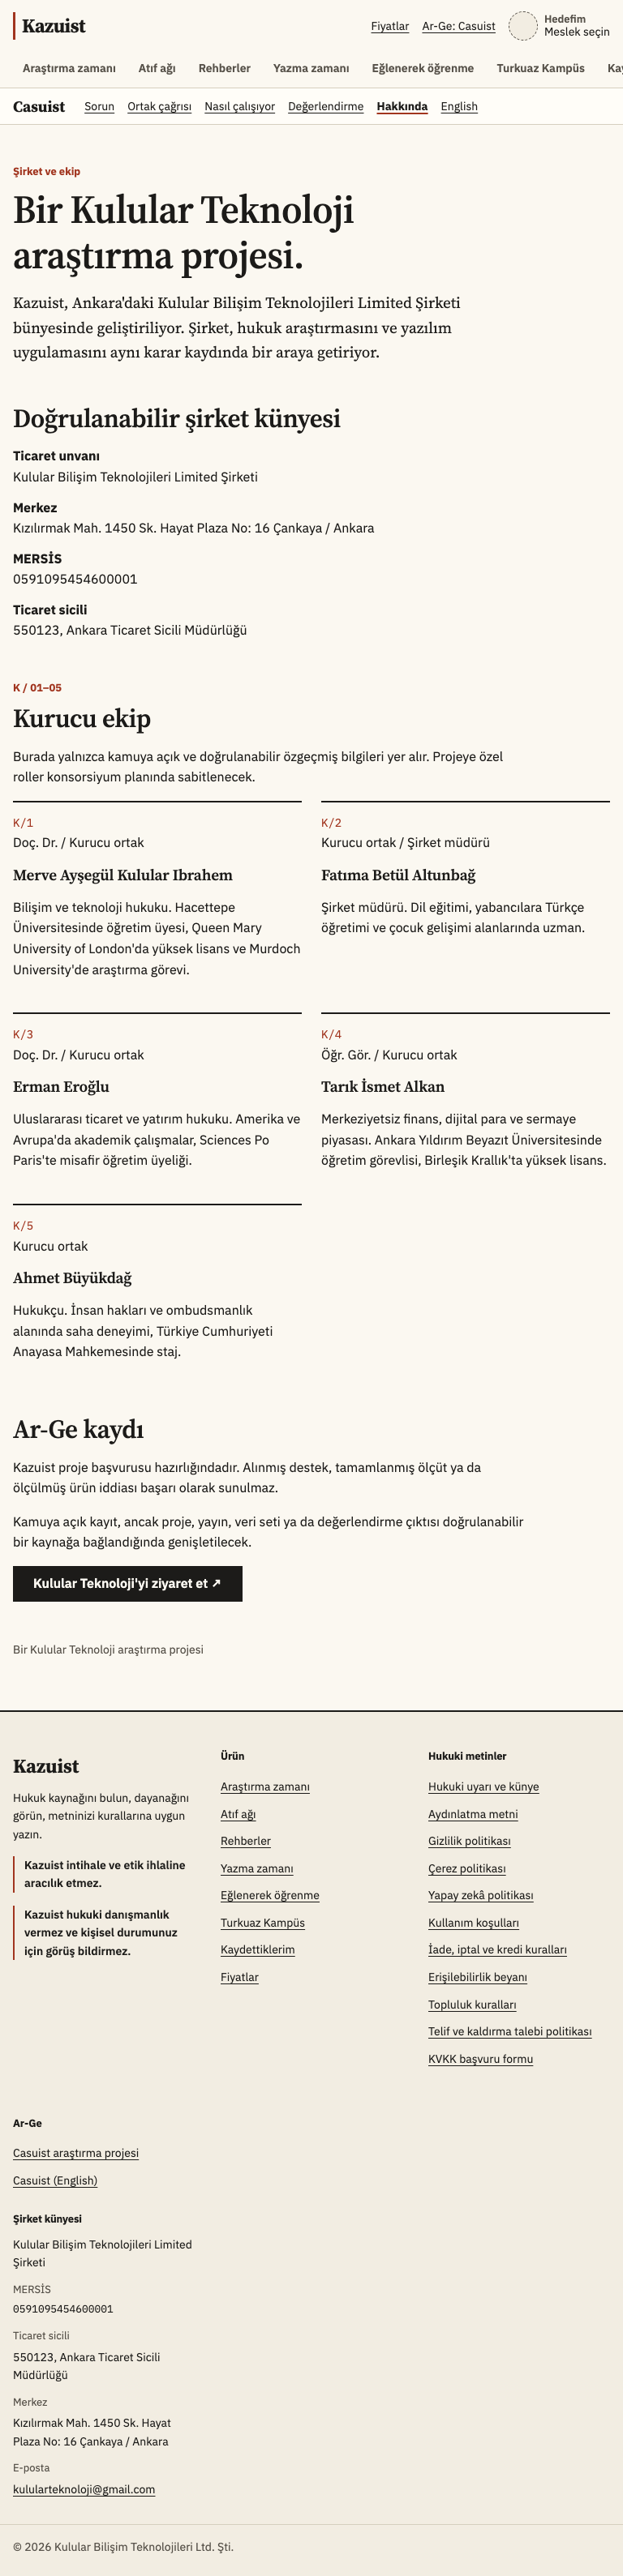 Kazuist
Fiyatlar
Ar-Ge: Casuist
Hedefim
Meslek seçin
Araştırma zamanı
Atıf ağı
Rehberler
Yazma zamanı
Eğlenerek öğrenme
Turkuaz Kampüs
Casuist
Sorun
Ortak çağrısı
Nasıl çalışıyor
Değerlendirme
Hakkında
English
Şirket ve ekip
Bir Kulular Teknoloji
araştırma projesi.
Kazuist, Ankara'daki Kulular Bilişim Teknolojileri Limited Şirketi
bünyesinde geliştiriliyor. Şirket, hukuk araştırmasını ve yazılım
uygulamasını aynı karar kaydında bir araya getiriyor.
Doğrulanabilir şirket künyesi
Ticaret unvanı
Kulular Bilişim Teknolojileri Limited Şirketi
Merkez
Kızılırmak Mah. 1450 Sk. Hayat Plaza No: 16 Çankaya / Ankara
MERSİS
0591095454600001
Ticaret sicili
550123, Ankara Ticaret Sicili Müdürlüğü
K / 01–05
Kurucu ekip
Burada yalnızca kamuya açık ve doğrulanabilir özgeçmiş bilgileri yer alır. Projeye özel
roller konsorsiyum planında sabitlenecek.
K/1
Doç. Dr. / Kurucu ortak
Merve Ayşegül Kulular Ibrahem
Bilişim ve teknoloji hukuku. Hacettepe
Üniversitesinde öğretim üyesi, Queen Mary
University of London'da yüksek lisans ve Murdoch
University'de araştırma görevi.
K/2
Kurucu ortak / Şirket müdürü
Fatıma Betül Altunbağ
Şirket müdürü. Dil eğitimi, yabancılara Türkçe
öğretimi ve çocuk gelişimi alanlarında uzman.
K/3
Doç. Dr. / Kurucu ortak
Erman Eroğlu
Uluslararası ticaret ve yatırım hukuku. Amerika ve
Avrupa'da akademik çalışmalar, Sciences Po
Paris'te misafir öğretim üyeliği.
K/4
Öğr. Gör. / Kurucu ortak
Tarık İsmet Alkan
Merkeziyetsiz finans, dijital para ve sermaye
piyasası. Ankara Yıldırım Beyazıt Üniversitesinde
öğretim görevlisi, Birleşik Krallık'ta yüksek lisans.
K/5
Kurucu ortak
Ahmet Büyükdağ
Hukukçu. İnsan hakları ve ombudsmanlık
alanında saha deneyimi, Türkiye Cumhuriyeti
Anayasa Mahkemesinde staj.
Ar-Ge kaydı
Kazuist proje başvurusu hazırlığındadır. Alınmış destek, tamamlanmış ölçüt ya da
ölçülmüş ürün iddiası başarı olarak sunulmaz.
Kamuya açık kayıt, ancak proje, yayın, veri seti ya da değerlendirme çıktısı doğrulanabilir
bir kaynağa bağlandığında genişletilecek.
Kulular Teknoloji'yi ziyaret et ↗
Bir Kulular Teknoloji araştırma projesi
Kazuist
Hukuk kaynağını bulun, dayanağını
görün, metninizi kurallarına uygun
yazın.
Kazuist intihale ve etik ihlaline
aracılık etmez.
Kazuist hukuki danışmanlık
vermez ve kişisel durumunuz
için görüş bildirmez.
Ürün
Araştırma zamanı
Atıf ağı
Rehberler
Yazma zamanı
Eğlenerek öğrenme
Turkuaz Kampüs
Kaydettiklerim
Fiyatlar
Hukuki metinler
Hukuki uyarı ve künye
Aydınlatma metni
Gizlilik politikası
Çerez politikası
Yapay zekâ politikası
Kullanım koşulları
İade, iptal ve kredi kuralları
Erişilebilirlik beyanı
Topluluk kuralları
Telif ve kaldırma talebi politikası
KVKK başvuru formu
Ar-Ge
Casuist araştırma projesi
Casuist (English)
Şirket künyesi
Kulular Bilişim Teknolojileri Limited
Şirketi
MERSİS
0591095454600001
Ticaret sicili
550123, Ankara Ticaret Sicili
Müdürlüğü
Merkez
Kızılırmak Mah. 1450 Sk. Hayat
Plaza No: 16 Çankaya / Ankara
E-posta
kulularteknoloji@gmail.com
© 2026 Kulular Bilişim Teknolojileri Ltd. Şti.